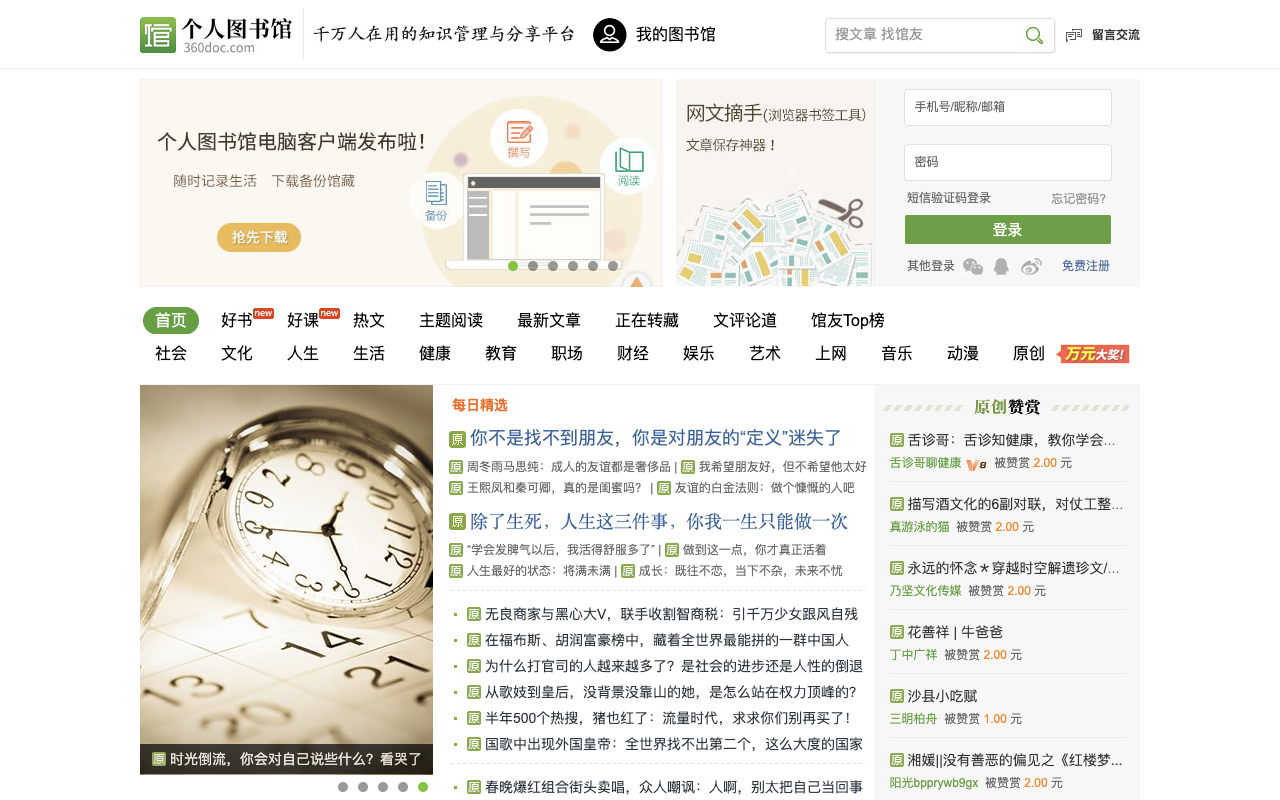 馆 个人图书馆
360doc.com
千万人在用的知识管理与分享平台
我的图书馆
搜文章 找馆友
留言交流
个人图书馆电脑客户端发布啦！
随时记录生活 下载备份馆藏
抢先下载
撰写
阅读
备份
网文摘手(浏览器书签工具)
文章保存神器！
手机号/昵称/邮箱
密码
短信验证码登录 忘记密码?
登录
其他登录 免费注册
首页 好书 new 好课 new 热文 主题阅读 最新文章 正在转藏 文评论道 馆友Top榜
社会 文化 人生 生活 健康 教育 职场 财经 娱乐 艺术 上网 音乐 动漫 原创 万元大奖!
原 时光倒流，你会对自己说些什么？看哭了
每日精选
原 你不是找不到朋友，你是对朋友的“定义”迷失了
原 周冬雨马思纯：成人的友谊都是奢侈品 | 原 我希望朋友好，但不希望他太好
原 王熙凤和秦可卿，真的是闺蜜吗？ | 原 友谊的白金法则：做个慷慨的人吧
原 除了生死，人生这三件事，你我一生只能做一次
原 “学会发脾气以后，我活得舒服多了” | 原 做到这一点，你才真正活着
原 人生最好的状态：将满未满 | 原 成长：既往不恋，当下不杂，未来不忧
原 无良商家与黑心大V，联手收割智商税：引千万少女跟风自残
原 在福布斯、胡润富豪榜中，藏着全世界最能拼的一群中国人
原 为什么打官司的人越来越多了？是社会的进步还是人性的倒退
原 从歌妓到皇后，没背景没靠山的她，是怎么站在权力顶峰的?
原 半年500个热搜，猪也红了：流量时代，求求你们别再买了！
原 国歌中出现外国皇帝：全世界找不出第二个，这么大度的国家
原 春晚爆红组合街头卖唱，众人嘲讽：人啊，别太把自己当回事
原创赞赏
原 舌诊哥：舌诊知健康，教你学会...
舌诊哥聊健康 V8 被赞赏 2.00 元
原 描写酒文化的6副对联，对仗工整...
真游泳的猫 被赞赏 2.00 元
原 永远的怀念＊穿越时空解遗珍文/...
乃坚文化传媒 被赞赏 2.00 元
原 花善祥 | 牛爸爸
丁中广祥 被赞赏 2.00 元
原 沙县小吃赋
三明柏舟 被赞赏 1.00 元
原 湘媛||没有善恶的偏见之《红楼梦...
阳光bpprywb9gx 被赞赏 2.00 元